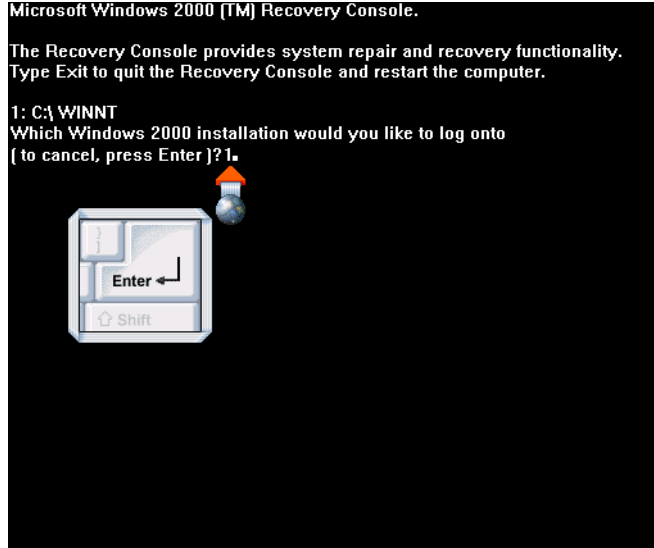 Microsoft Windows 2000 (TM) Recovery Console.
The Recovery Console provides system repair and recovery functionality.
Type Exit to quit the Recovery Console and restart the computer.
1: C:\ WINNT
Which Windows 2000 installation would you like to log onto
( to cancel, press Enter )?1
}
]
Enter
Shift